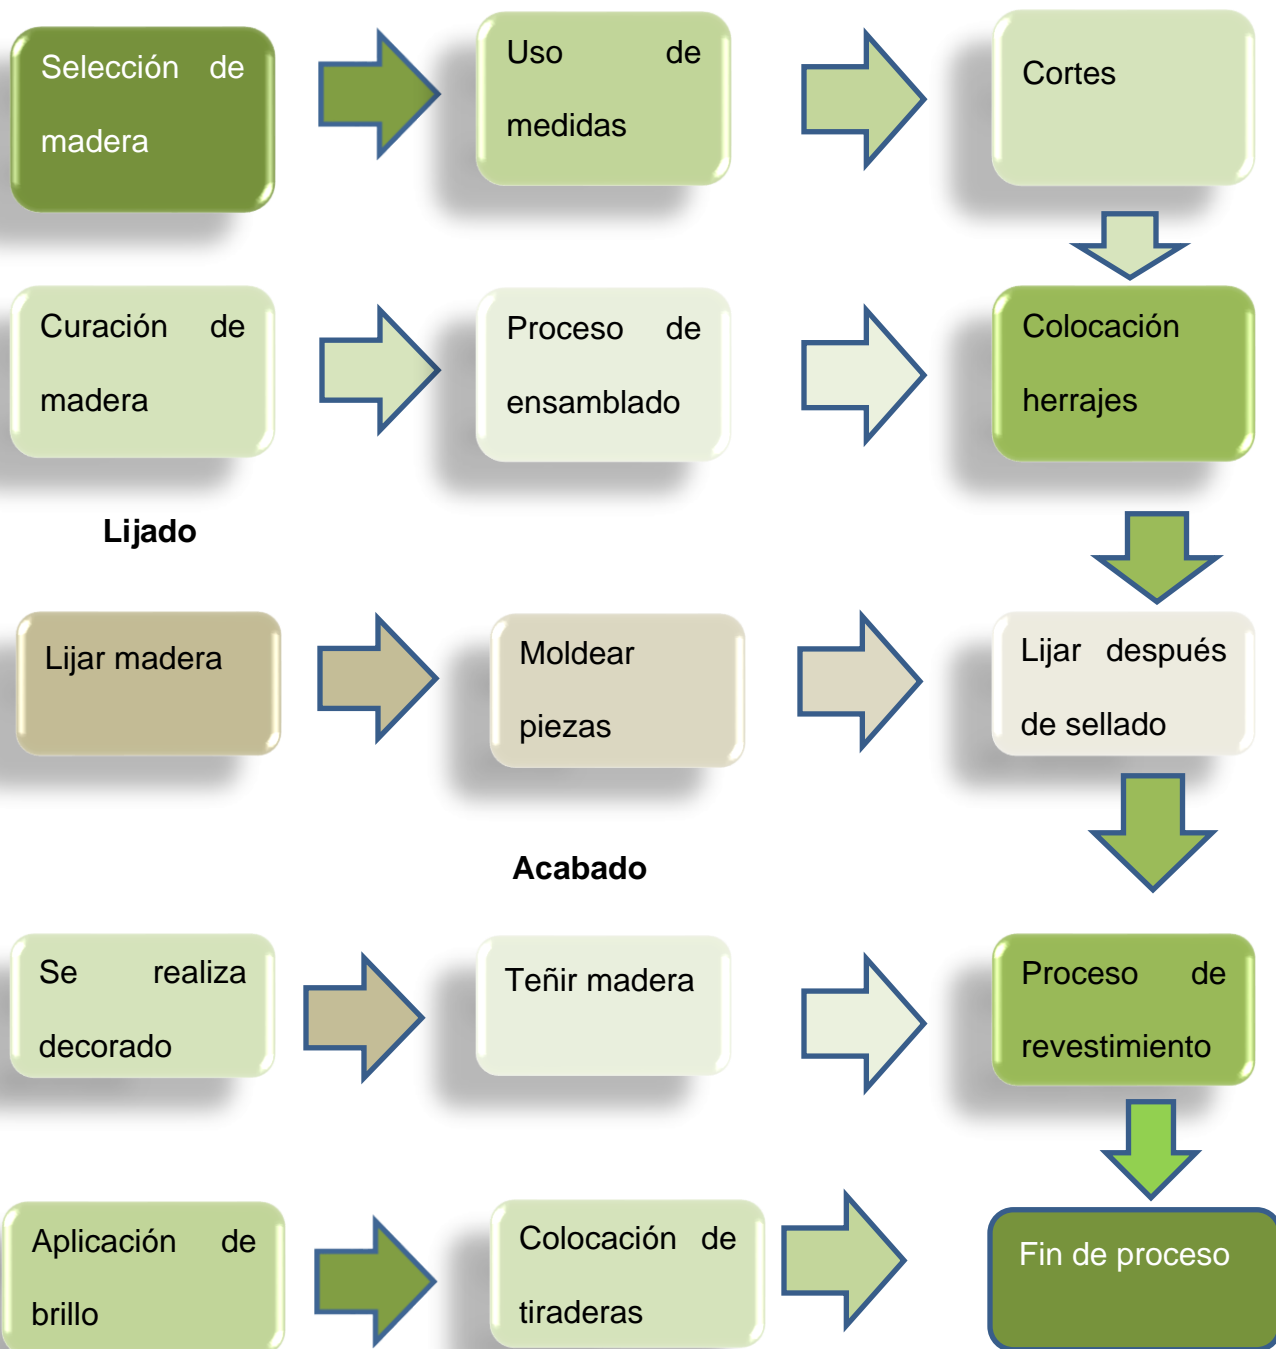 Selección de
madera
Uso de
medidas
Cortes
Curación de
madera
Proceso de
ensamblado
Colocación
herrajes
Lijado
Lijar madera
Moldear
piezas
Lijar después
de sellado
Acabado
Se realiza
decorado
Teñir madera
Proceso de
revestimiento
Aplicación de
brillo
Colocación de
tiraderas
Fin de proceso